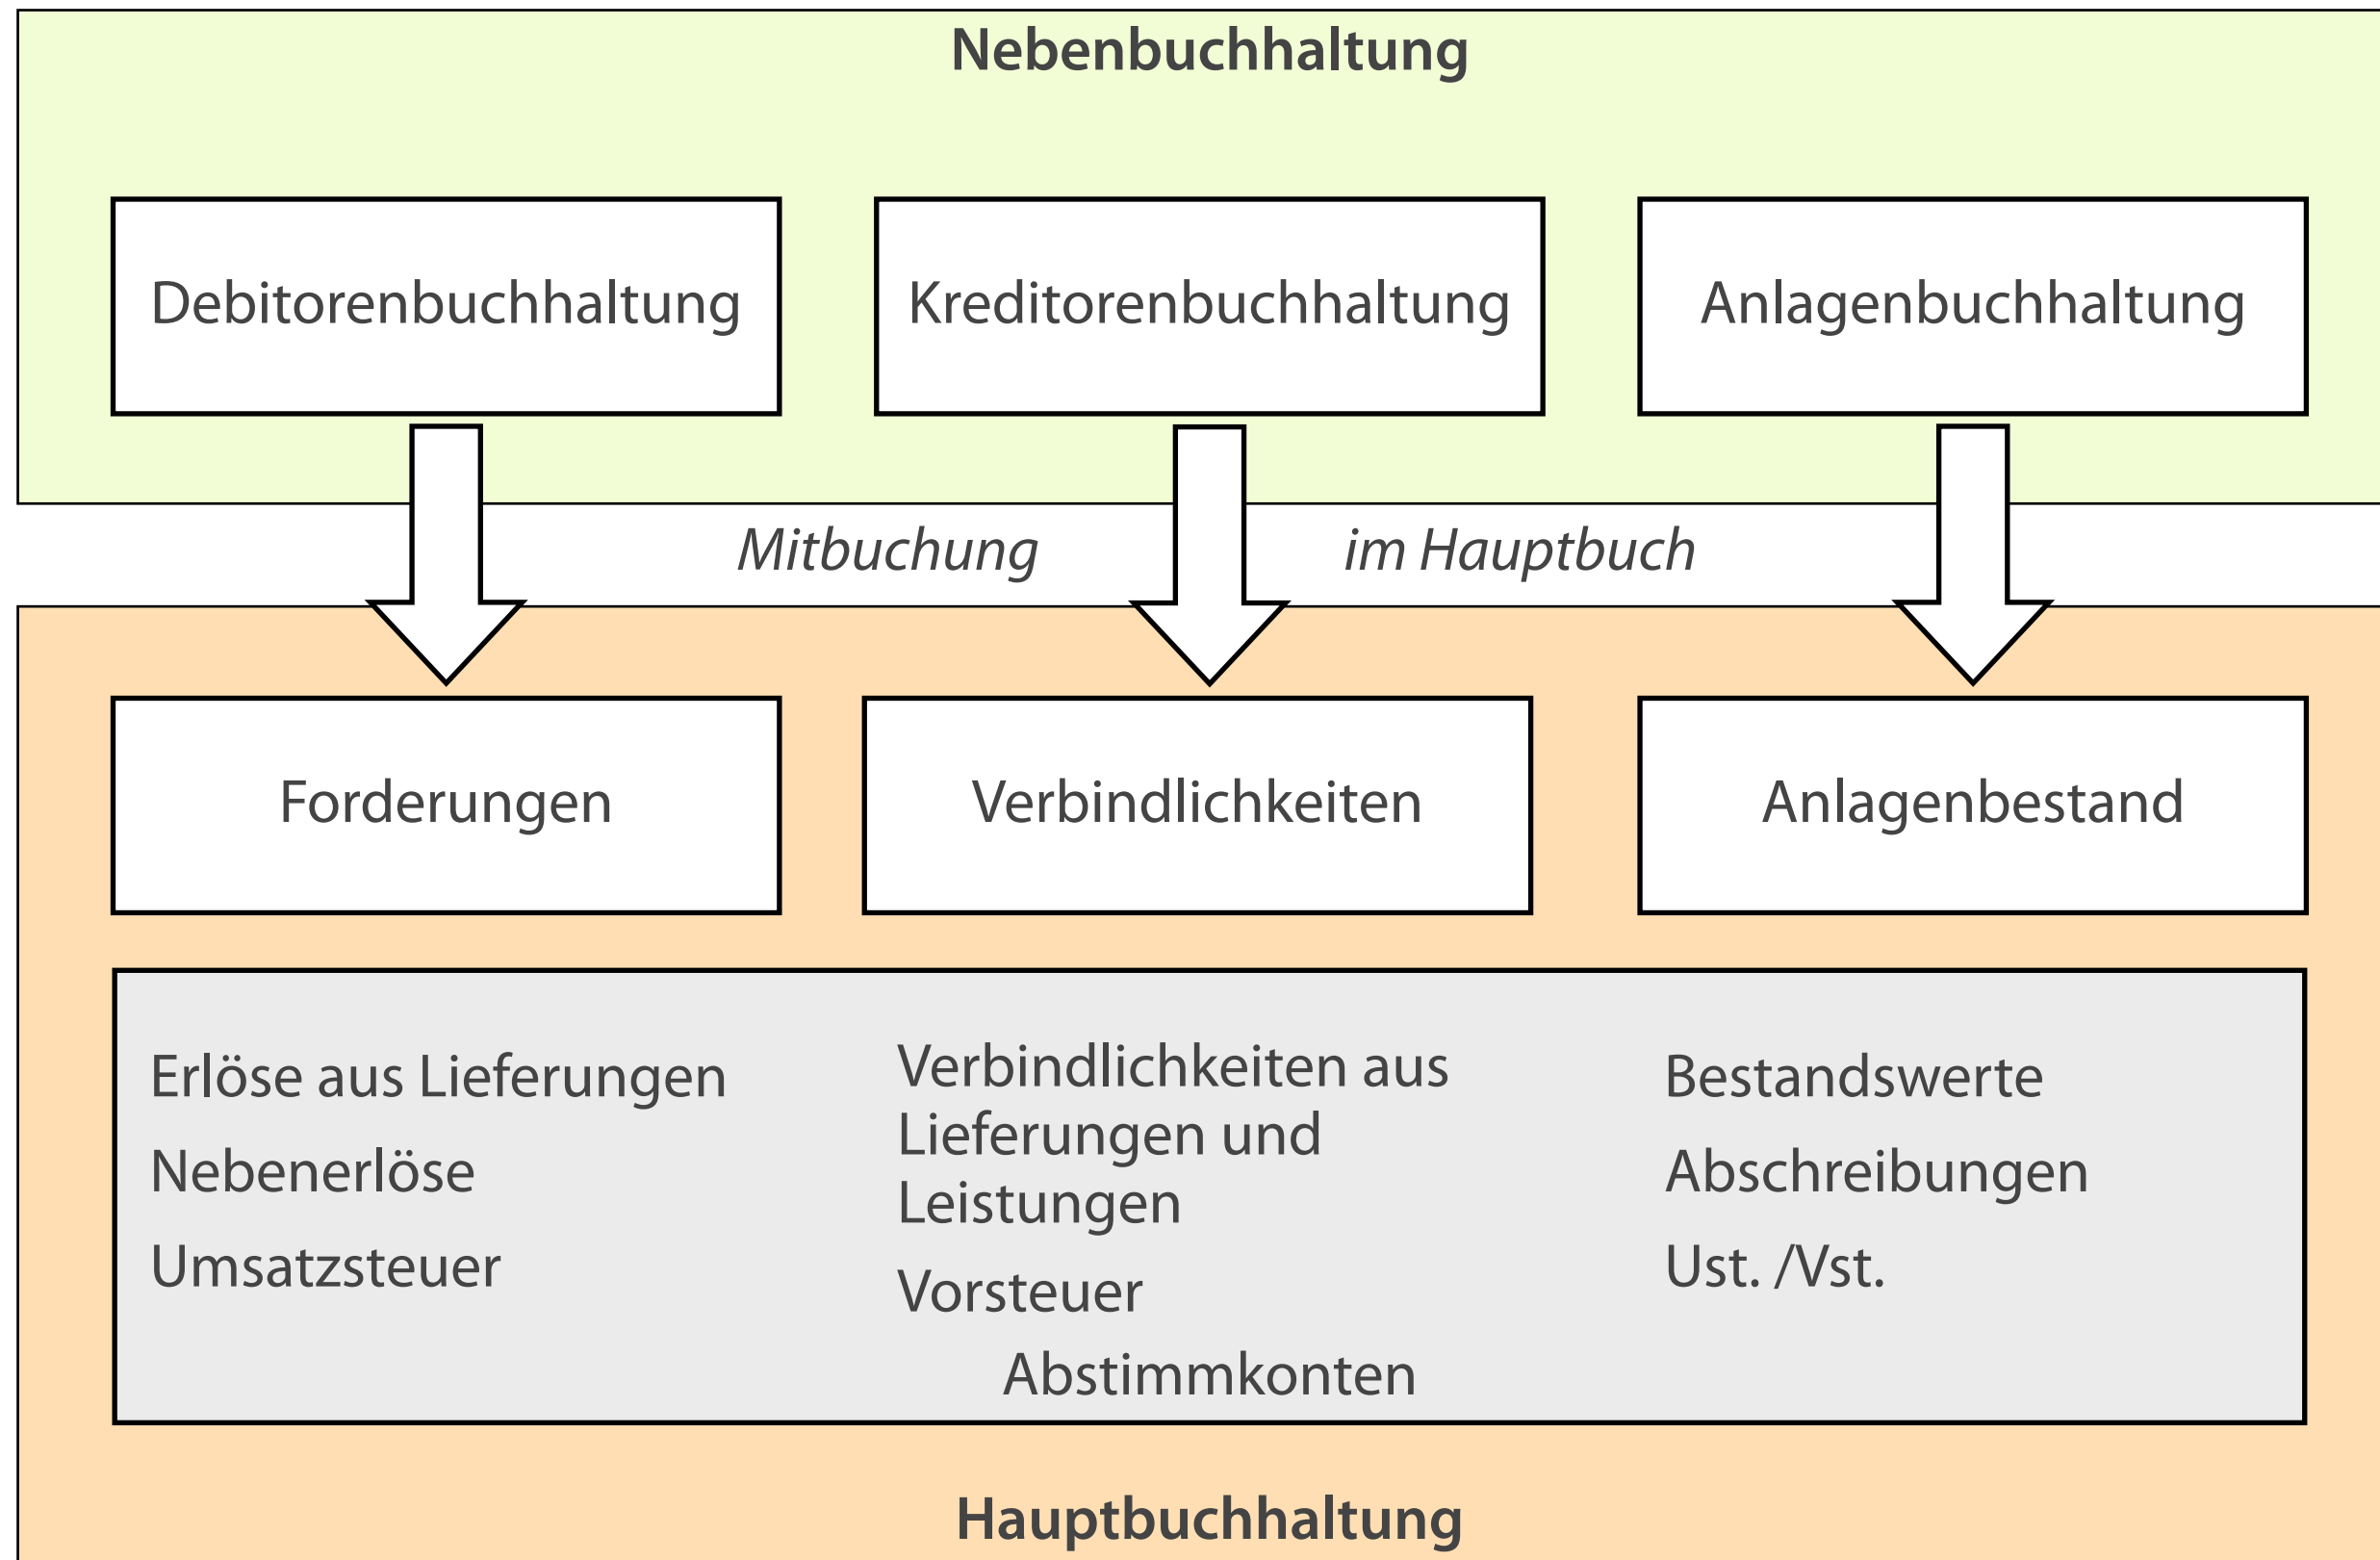 Nebenbuchhaltung
Debitorenbuchhaltung
Kreditorenbuchhaltung
Anlagenbuchhaltung
Mitbuchung
im Hauptbuch
Forderungen
Verbindlichkeiten
Anlagenbestand
Erlöse aus Lieferungen
Nebenerlöse
Umsatzsteuer
Verbindlichkeiten aus
Lieferungen und
Leistungen
Vorsteuer
Bestandswerte
Abschreibungen
Ust. /Vst.
Abstimmkonten
Hauptbuchhaltung